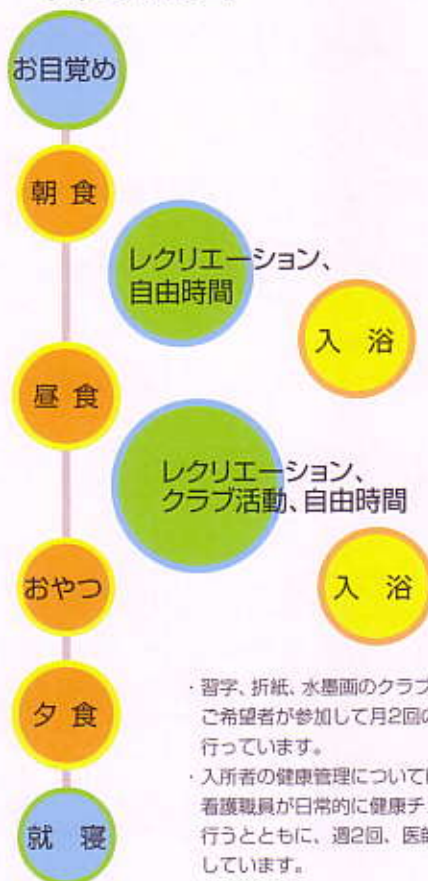 お目覚め
朝 食
レクリエーション、
自由時間
入 浴
昼 食
レクリエーション、
クラブ活動、自由時間
おやつ
入 浴
夕 食
・習字、折紙、水墨画のクラブ
ご希望者が参加して月2回の
行っています。
・入所者の健康管理について
看護職員が日常的に健康チ
行うとともに、週2回、医師
しています。
就 寝